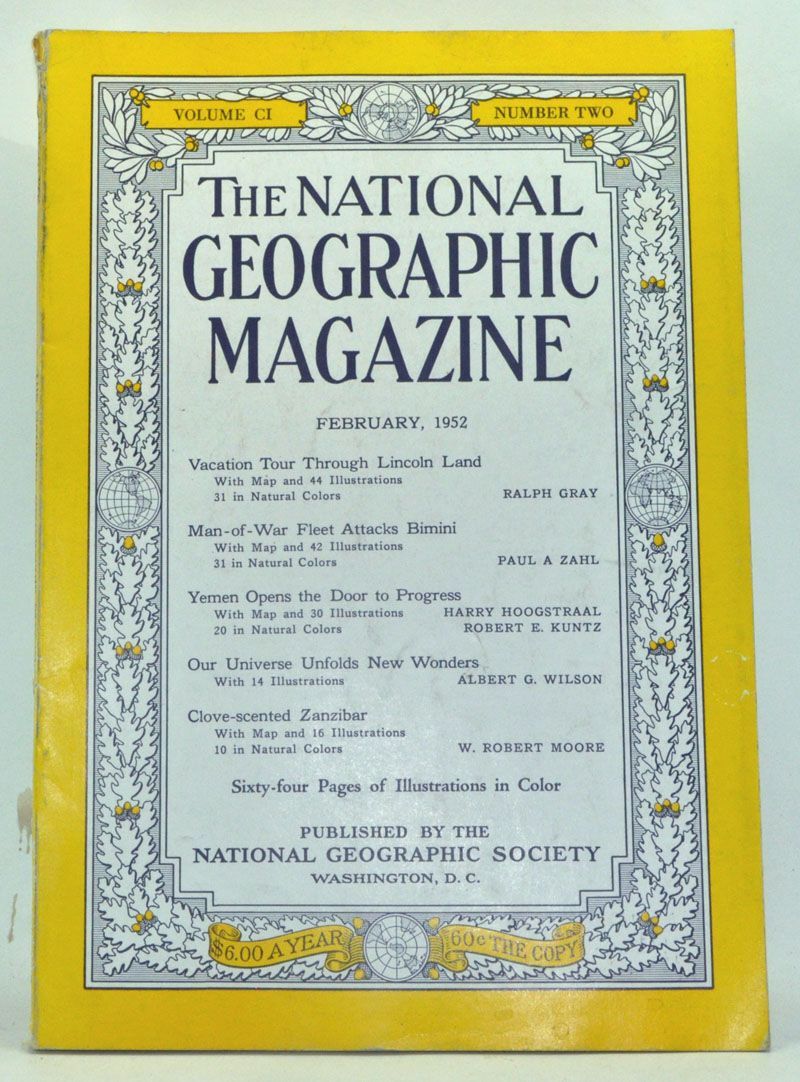 VOLUME CI
NUMBER TWO
THE NATIONAL
GEOGRAPHIC
MAGAZINE
FEBRUARY, 1952
Vacation Tour Through Lincoln Land
With Map and 44 Illustrations
31 in Natural Colors RALPH GRAY
Man-of-War Fleet Attacks Bimini
With Map and 42 Illustrations
31 in Natural Colors PAUL A ZAHL
Yemen Opens the Door to Progress
With Map and 30 Illustrations HARRY HOOGSTRAAL
20 in Natural Colors ROBERT E. KUNTZ
Our Universe Unfolds New Wonders
With 14 Illustrations ALBERT G. WILSON
Clove-scented Zanzibar
With Map and 16 Illustrations
10 in Natural Colors W. ROBERT MOORE
Sixty-four Pages of Illustrations in Color
PUBLISHED BY THE
NATIONAL GEOGRAPHIC SOCIETY
WASHINGTON, D. C.
$6.00 A YEAR
60¢ THE COPY